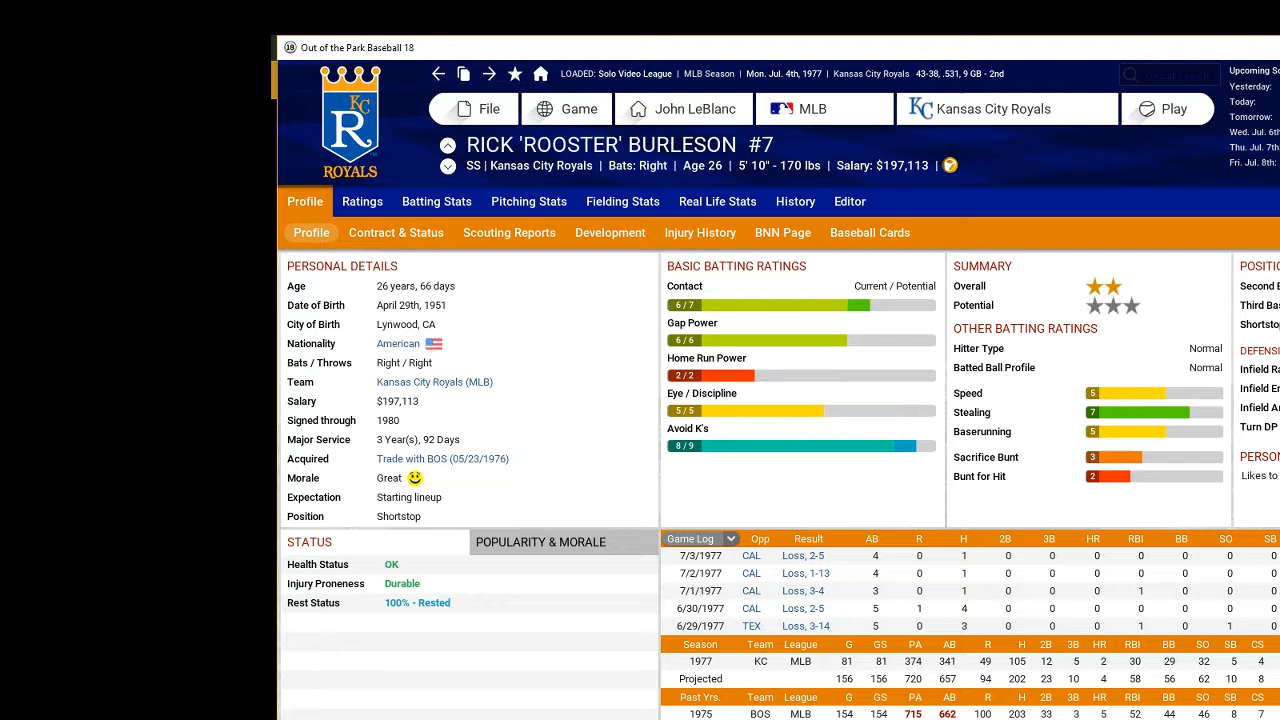 18 Out of the Park Baseball 18
LOADED: Solo Video League | MLB Season | Mon. Jul. 4th, 1977 | Kansas City Royals 43-38, .531, 9 GB - 2nd
Upcoming Sc
Yesterday:
Today:
Tomorrow:
Wed. Jul. 6th
Thu. Jul. 7th:
Fri. Jul. 8th:
KC
R
ROYALS
File Game John LeBlanc MLB KC Kansas City Royals Play
RICK 'ROOSTER' BURLESON #7
SS | Kansas City Royals | Bats: Right | Age 26 | 5' 10" - 170 lbs | Salary: $197,113 |
Profile Ratings Batting Stats Pitching Stats Fielding Stats Real Life Stats History Editor
Profile Contract & Status Scouting Reports Development Injury History BNN Page Baseball Cards
PERSONAL DETAILS
Age 26 years, 66 days
Date of Birth April 29th, 1951
City of Birth Lynwood, CA
Nationality American
Bats / Throws Right / Right
Team Kansas City Royals (MLB)
Salary $197,113
Signed through 1980
Major Service 3 Year(s), 92 Days
Acquired Trade with BOS (05/23/1976)
Morale Great
Expectation Starting lineup
Position Shortstop
BASIC BATTING RATINGS
Contact Current / Potential
6 / 7
Gap Power
6 / 6
Home Run Power
2 / 2
Eye / Discipline
5 / 5
Avoid K's
8 / 9
SUMMARY
Overall
Potential
OTHER BATTING RATINGS
Hitter Type Normal
Batted Ball Profile Normal
Speed 5
Stealing 7
Baserunning 5
Sacrifice Bunt 3
Bunt for Hit 2
POSITIO
Second B
Third Bas
Shortsto
DEFENSI
Infield Ra
Infield Er
Infield Ar
Turn DP
PERSON
Likes to
STATUS POPULARITY & MORALE
Health Status OK
Injury Proneness Durable
Rest Status 100% - Rested
Game Log Opp Result AB R H 2B 3B HR RBI BB SO SB
7/3/1977 CAL Loss, 2-5 4 0 1 0 0 0 0 0 0 0
7/2/1977 CAL Loss, 1-13 4 0 1 0 0 0 0 0 0 0
7/1/1977 CAL Loss, 3-4 3 0 1 0 0 0 1 0 0 0
6/30/1977 CAL Loss, 2-5 5 1 4 0 0 0 0 0 0 0
6/29/1977 TEX Loss, 3-14 5 0 3 0 0 0 1 0 1 0
Season Team League G GS PA AB R H 2B 3B HR RBI BB SO SB CS
1977 KC MLB 81 81 374 341 49 105 12 5 2 30 29 32 5 4
Projected 156 156 720 657 94 202 23 10 4 58 56 62 10 8
Past Yrs. Team League G GS PA AB R H 2B 3B HR RBI BB SO SB CS
1975 BOS MLB 154 154 715 662 100 203 33 3 5 52 44 46 8 7